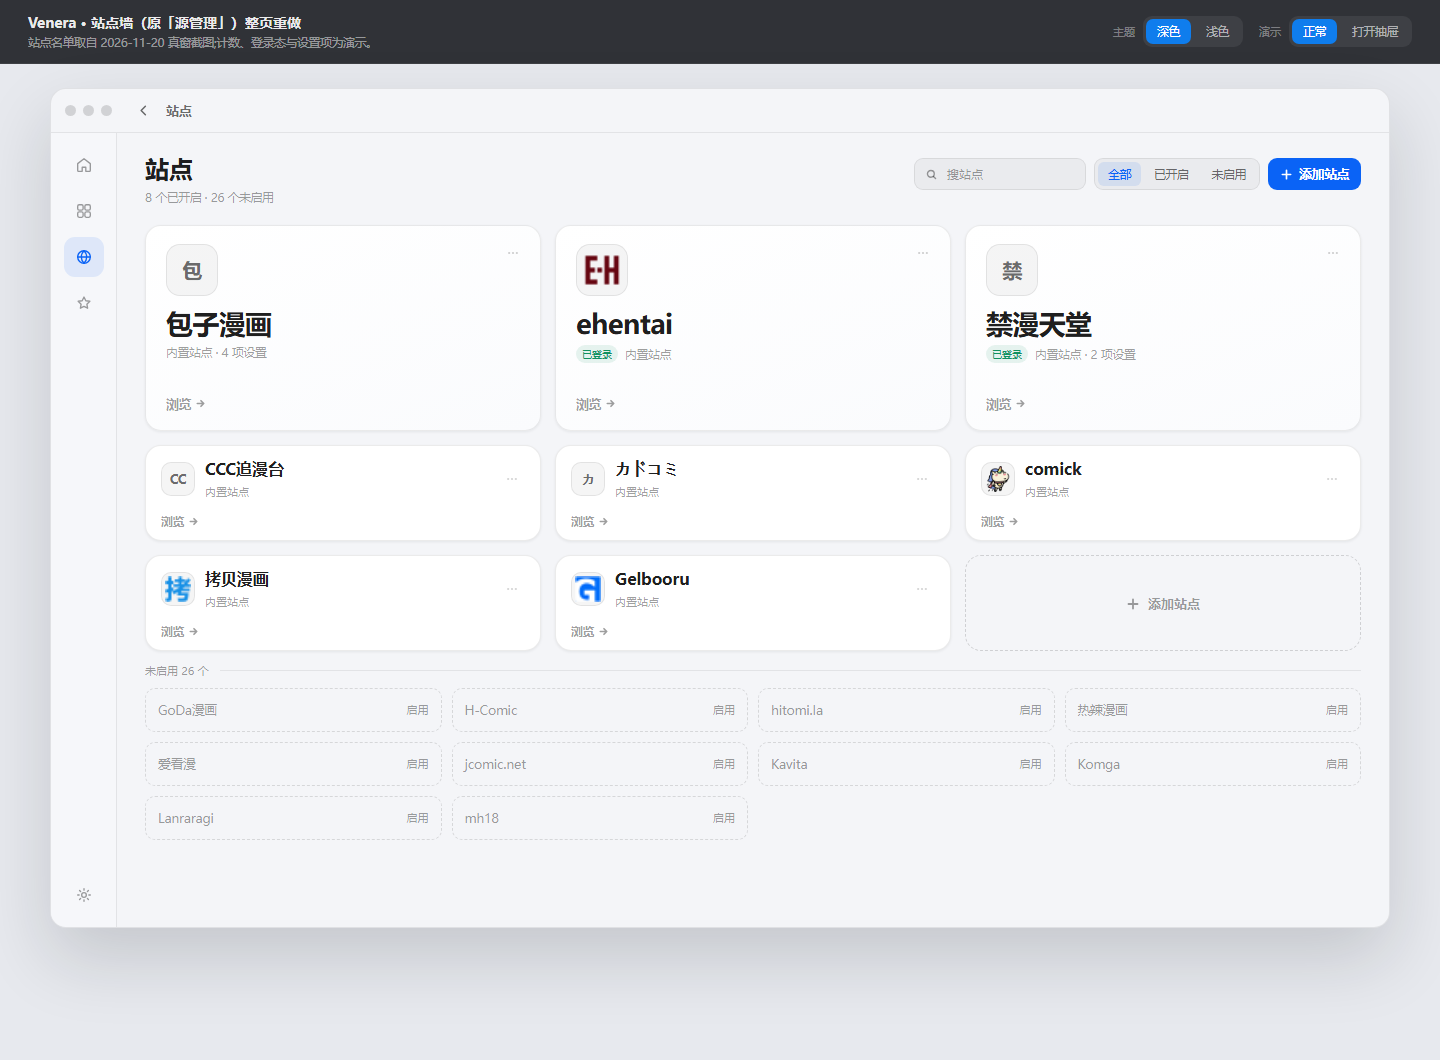 Venera • 站点墙（原「源管理」）整页重做
站点名单取自 2026-11-20 真窗截图;计数、登录态与设置项为演示。
主题 深色 浅色 演示 正常 打开抽屉
站点
站点
8 个已开启 · 26 个未启用
搜站点
全部 已开启 未启用
+ 添加站点
包
包子漫画
内置站点 · 4 项设置
浏览 →
E-H
ehentai
已登录 内置站点
浏览 →
禁
禁漫天堂
已登录 内置站点 · 2 项设置
浏览 →
CC
CCC追漫台
内置站点
浏览 →
カ
カドコミ
内置站点
浏览 →
comick
内置站点
浏览 →
拷
拷贝漫画
内置站点
浏览 →
Gelbooru
内置站点
浏览 →
+ 添加站点
未启用 26 个
GoDa漫画 启用
H-Comic 启用
hitomi.la 启用
热辣漫画 启用
爱看漫 启用
jcomic.net 启用
Kavita 启用
Komga 启用
Lanraragi 启用
mh18 启用